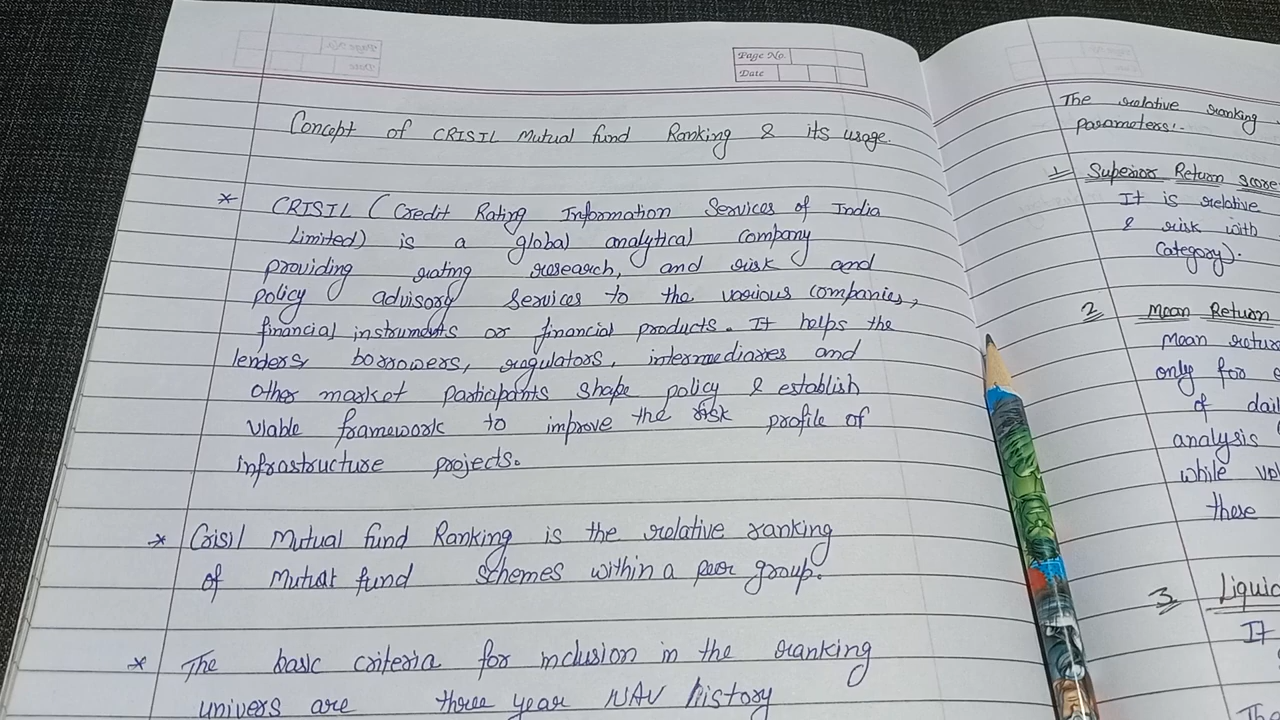 Page No.
Date
Concept of CRISIL Mutual fund Ranking & its usage.
* CRISIL (Credit Rating Information Services of India
Limited) is a global analytical company
providing rating research, and risk and
policy advisory services to the various companies,
financial instruments or financial products. It helps the
lenders, borrowers, regulators, intermediaries and
other market participants shape policy & establish
viable framework to improve the risk profile of
infrastructure projects.
* Crisil Mutual fund Ranking is the relative ranking
of Mutual fund schemes within a peer group.
* The basic criteria for inclusion in the ranking
univers are three year NAV history
The relative ranking
parameters:-
1 Superior Return score
It is relative
& risk with
Category).
2 Mean Return
Mean retur
only for
of dail
analysis
while vol
these
3 Liquid
It
The